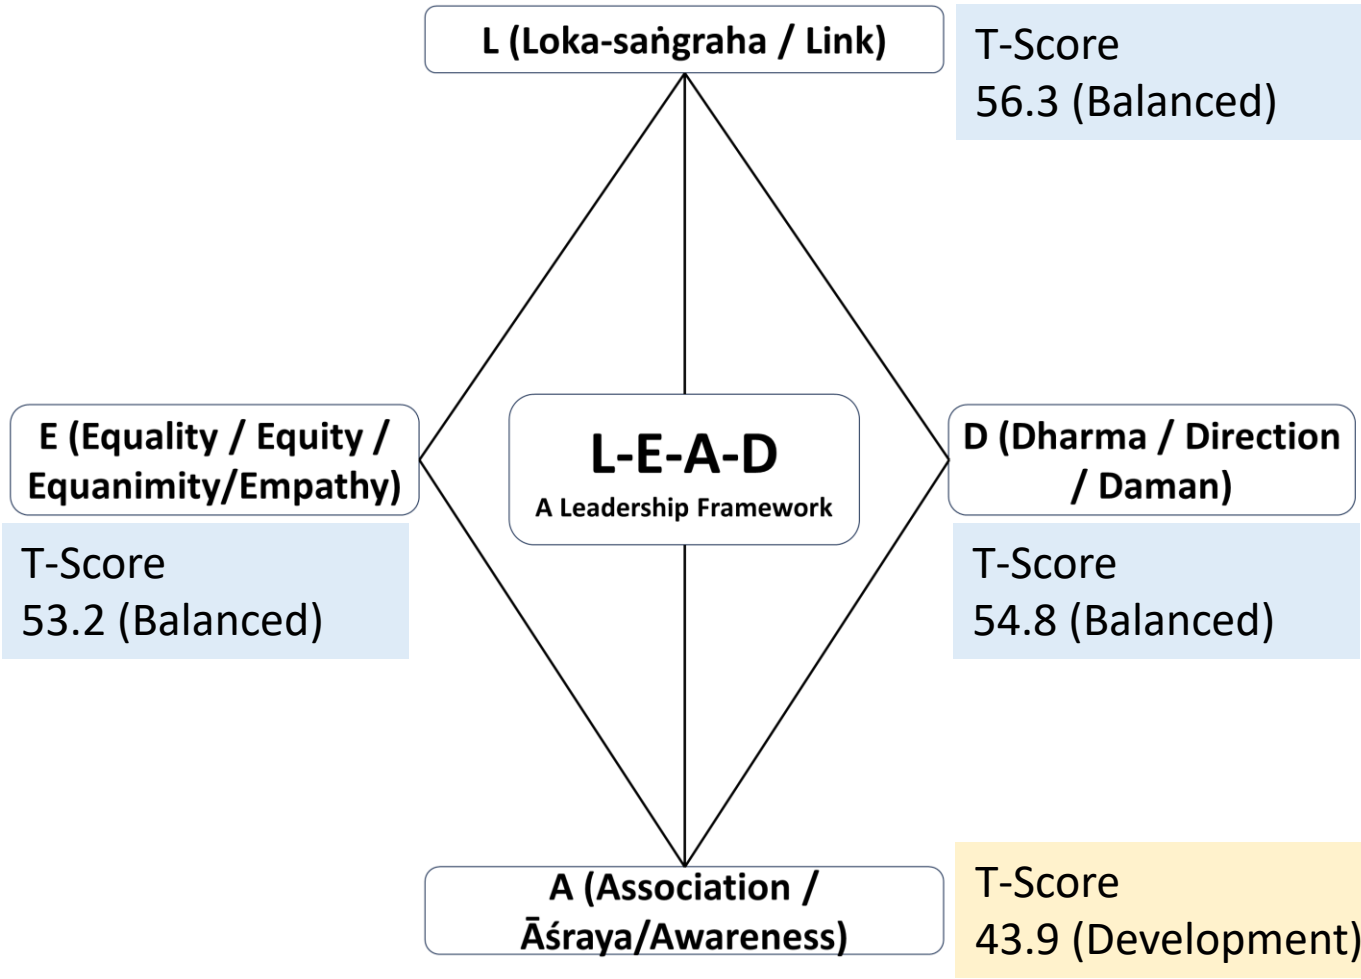 L (Loka-saṅgraha / Link)
T-Score
56.3 (Balanced)
E (Equality / Equity /
Equanimity/Empathy)
T-Score
53.2 (Balanced)
L-E-A-D
A Leadership Framework
D (Dharma / Direction
/ Daman)
T-Score
54.8 (Balanced)
A (Association /
Āśraya/Awareness)
T-Score
43.9 (Development)